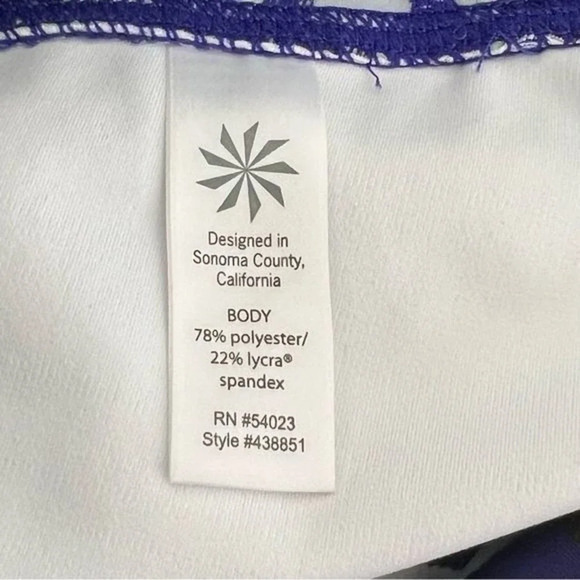 Designed in
Sonoma County,
California
BODY
78% polyester/
22% lycra®
spandex
RN #54023
Style #438851